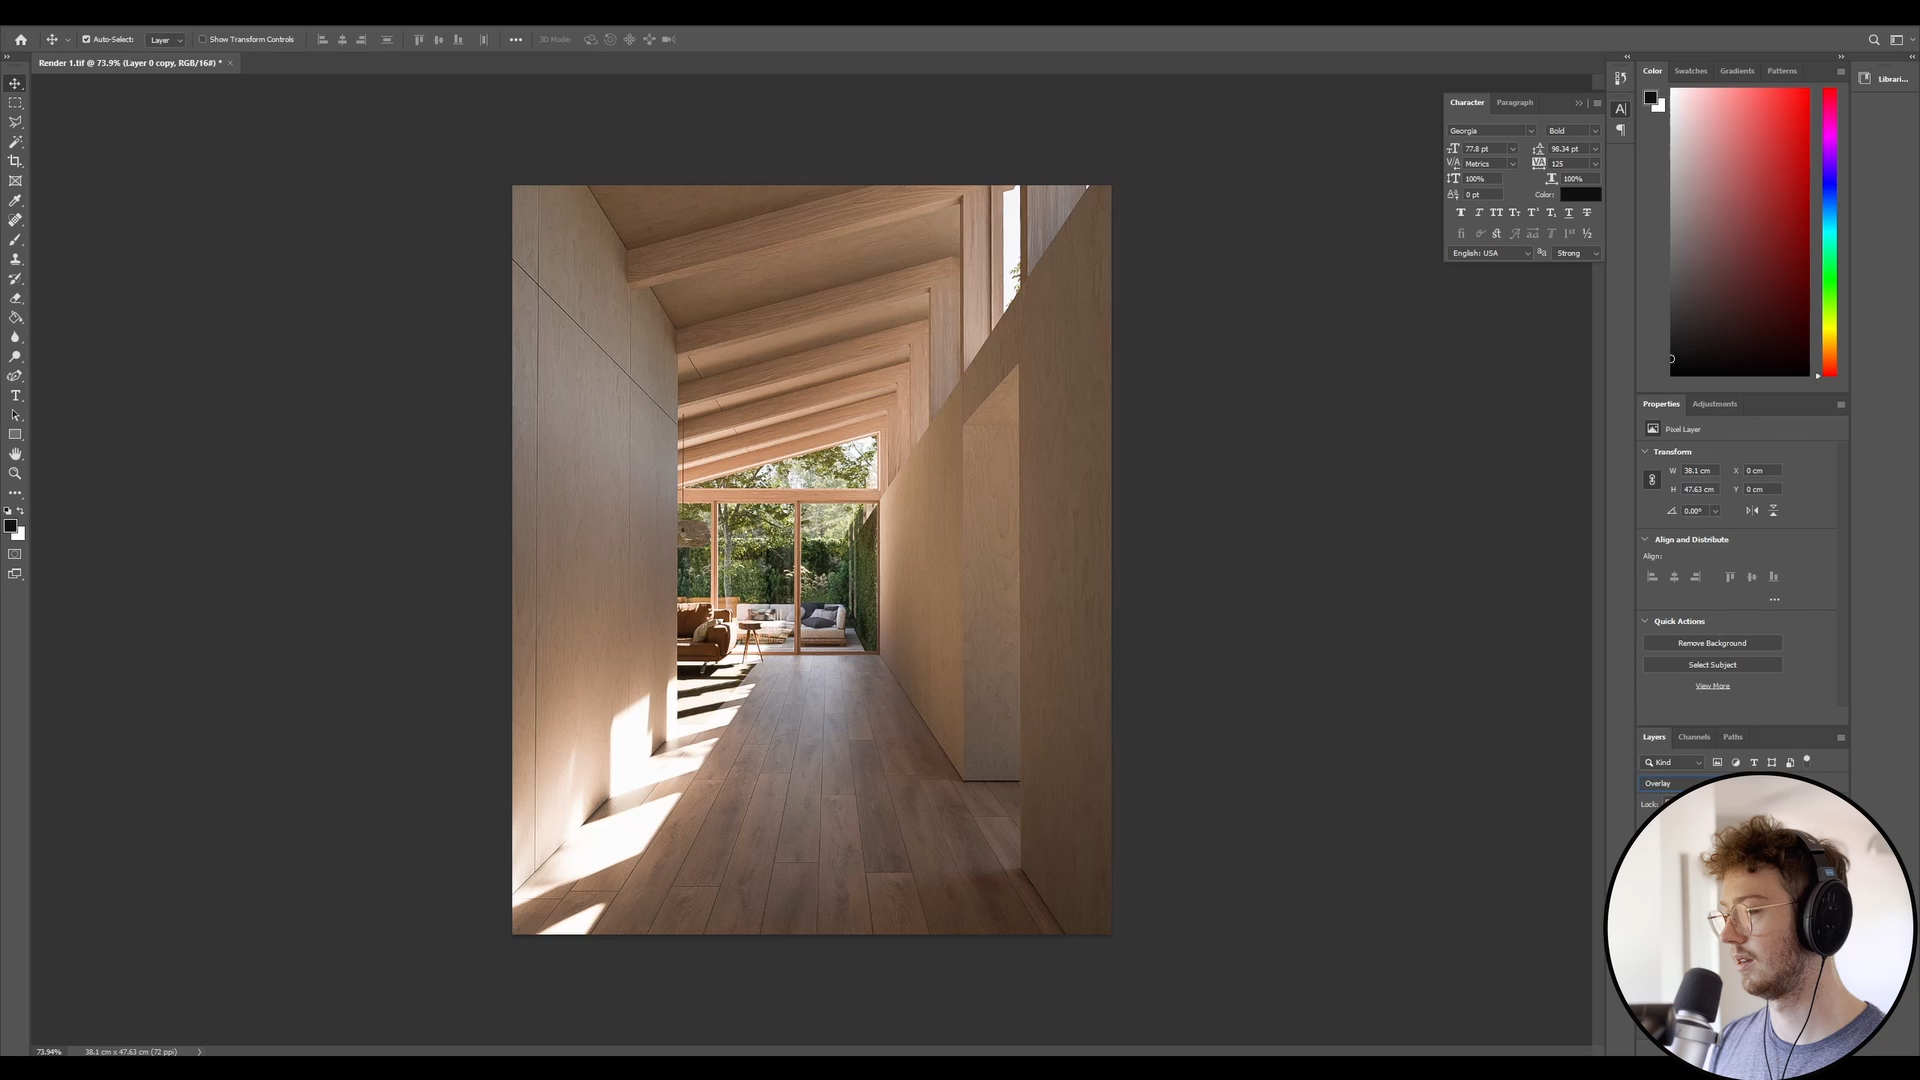 Auto-Select:
Layer
Show Transform Controls
3D Mode:
Render 1.tif @ 73.9% (Layer 0 copy, RGB/16#) *
Character
Paragraph
Georgia
Bold
77.8 pt
98.34 pt
Metrics
125
100%
100%
0 pt
Color:
English: USA
Strong
Color
Swatches
Gradients
Patterns
Librari...
Properties
Adjustments
Pixel Layer
Transform
W 38.1 cm
X 0 cm
H 47.63 cm
Y 0 cm
0.00°
Align and Distribute
Align:
Quick Actions
Remove Background
Select Subject
View More
Layers
Channels
Paths
Kind
Overlay
Lock:
73.94%
38.1 cm x 47.63 cm (72 ppi)